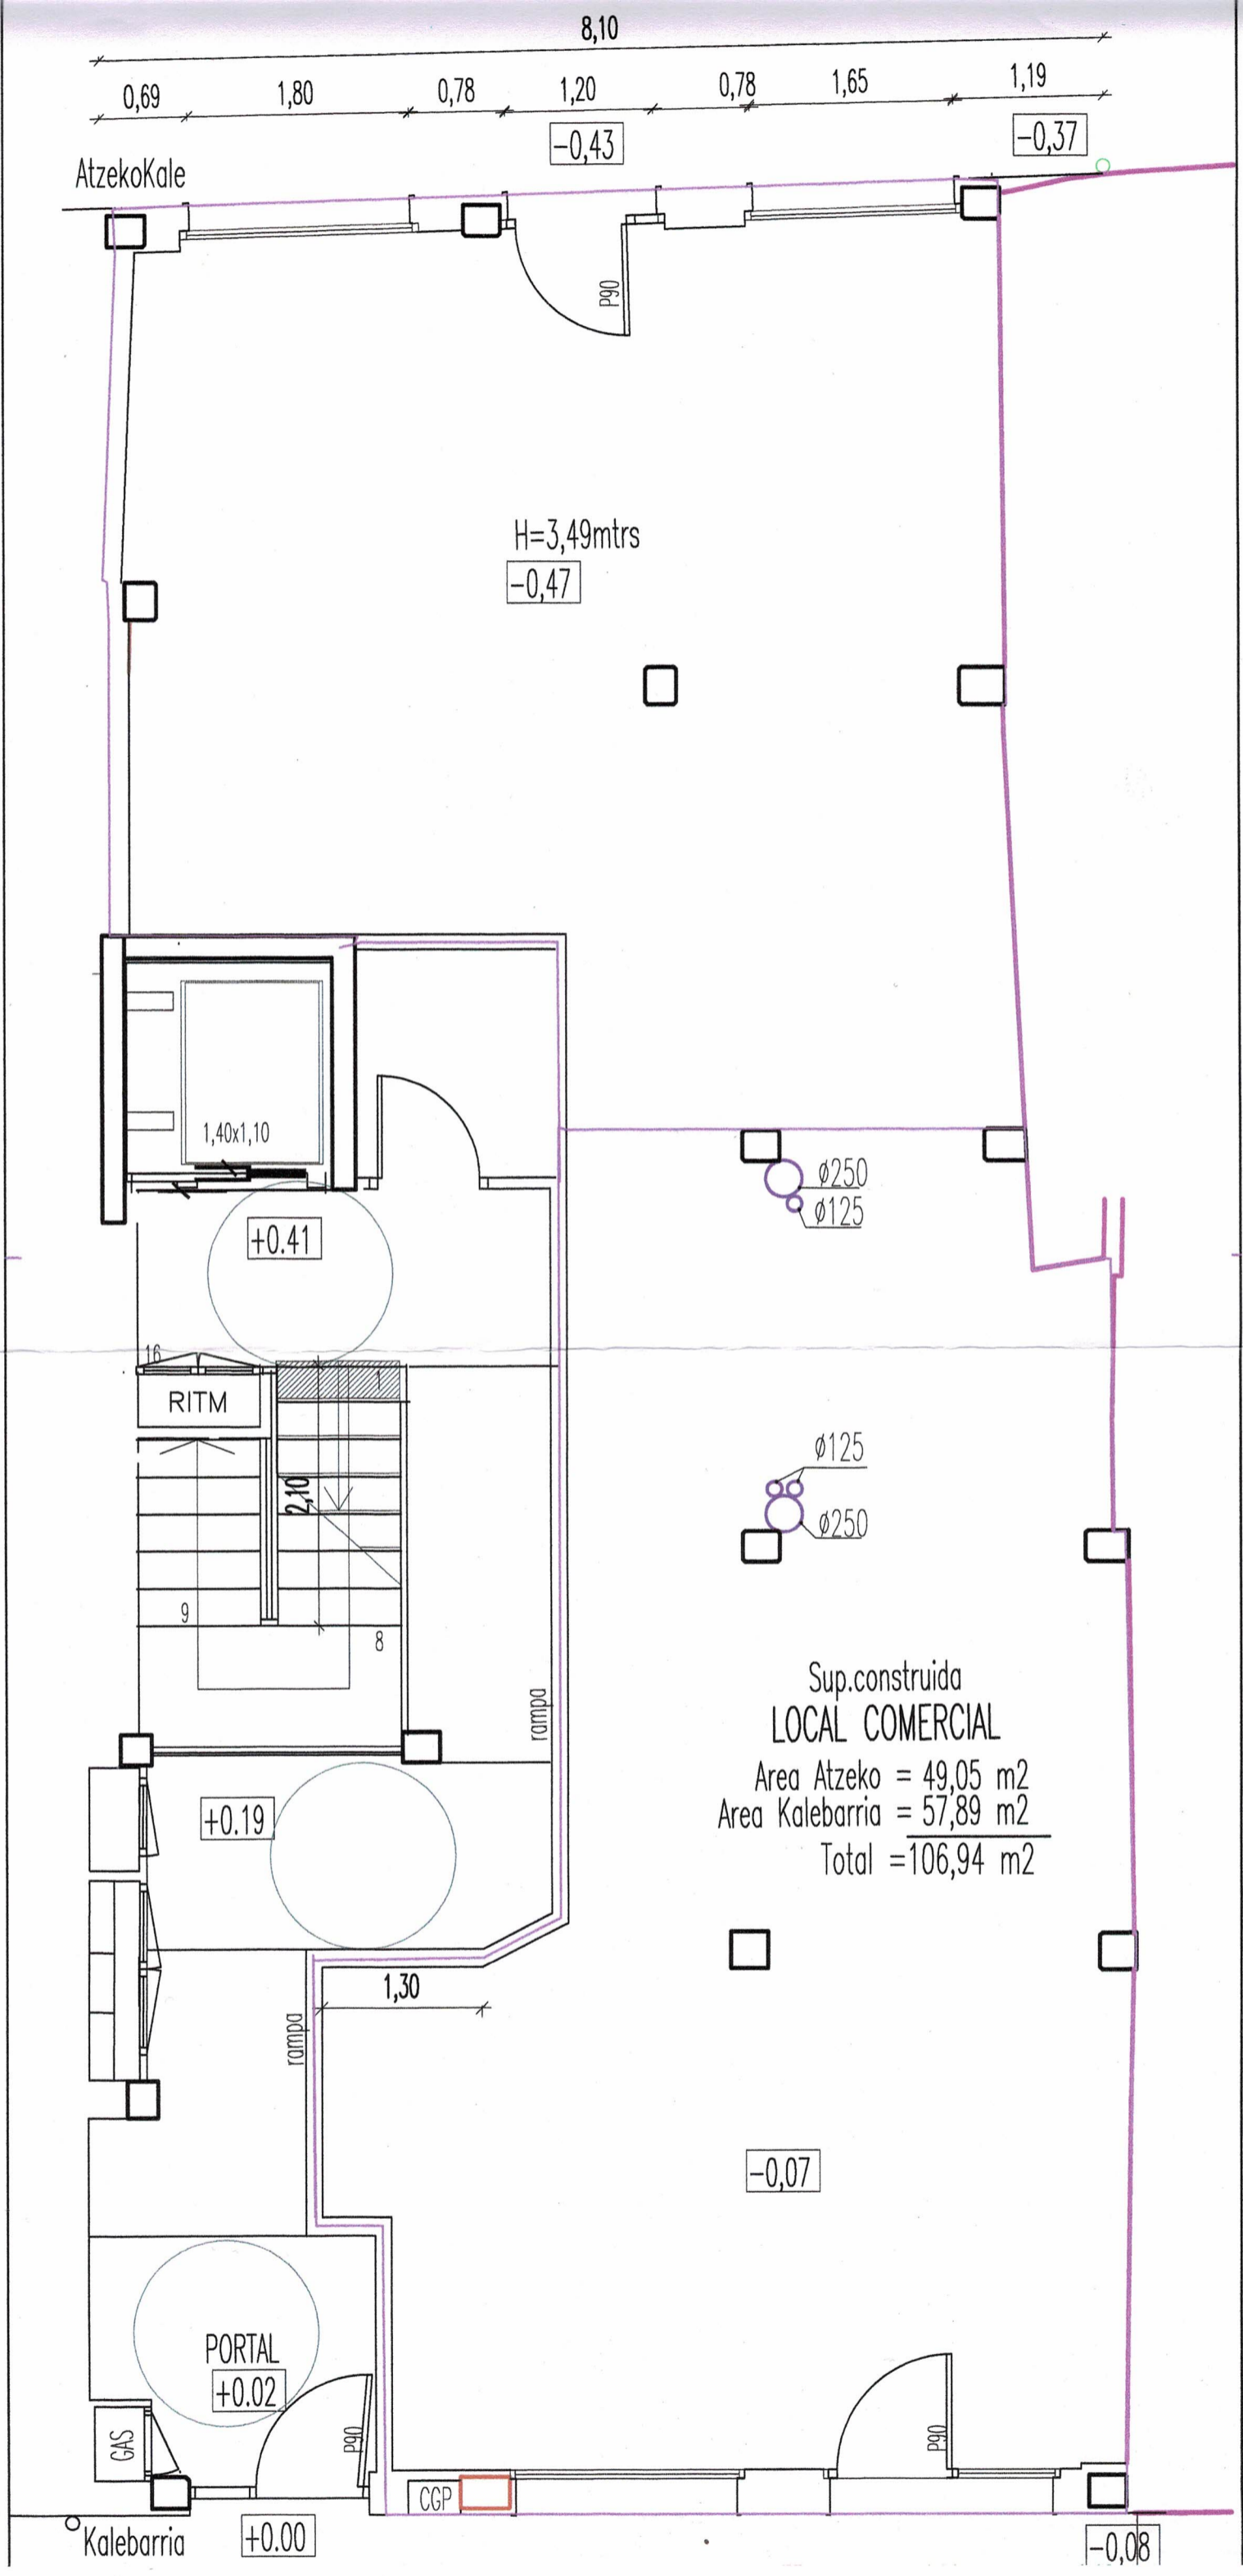 8,10
0,69 1,80 0,78 1,20 0,78 1,65 1,19
-0,43
-0,37
AtzekoKale
P90
H=3,49mtrs
-0,47
1,40x1,10
Ø250
Ø125
+0.41
16
1
RITM
Ø125
2,10
Ø250
9
8
rampa
Sup.construida
LOCAL COMERCIAL
Area Atzeko = 49,05 m2
Area Kalebarria = 57,89 m2
Total =106,94 m2
+0.19
1,30
rampa
-0,07
PORTAL
+0.02
GAS
P90
P90
CGP
Kalebarria
+0.00
-0,08